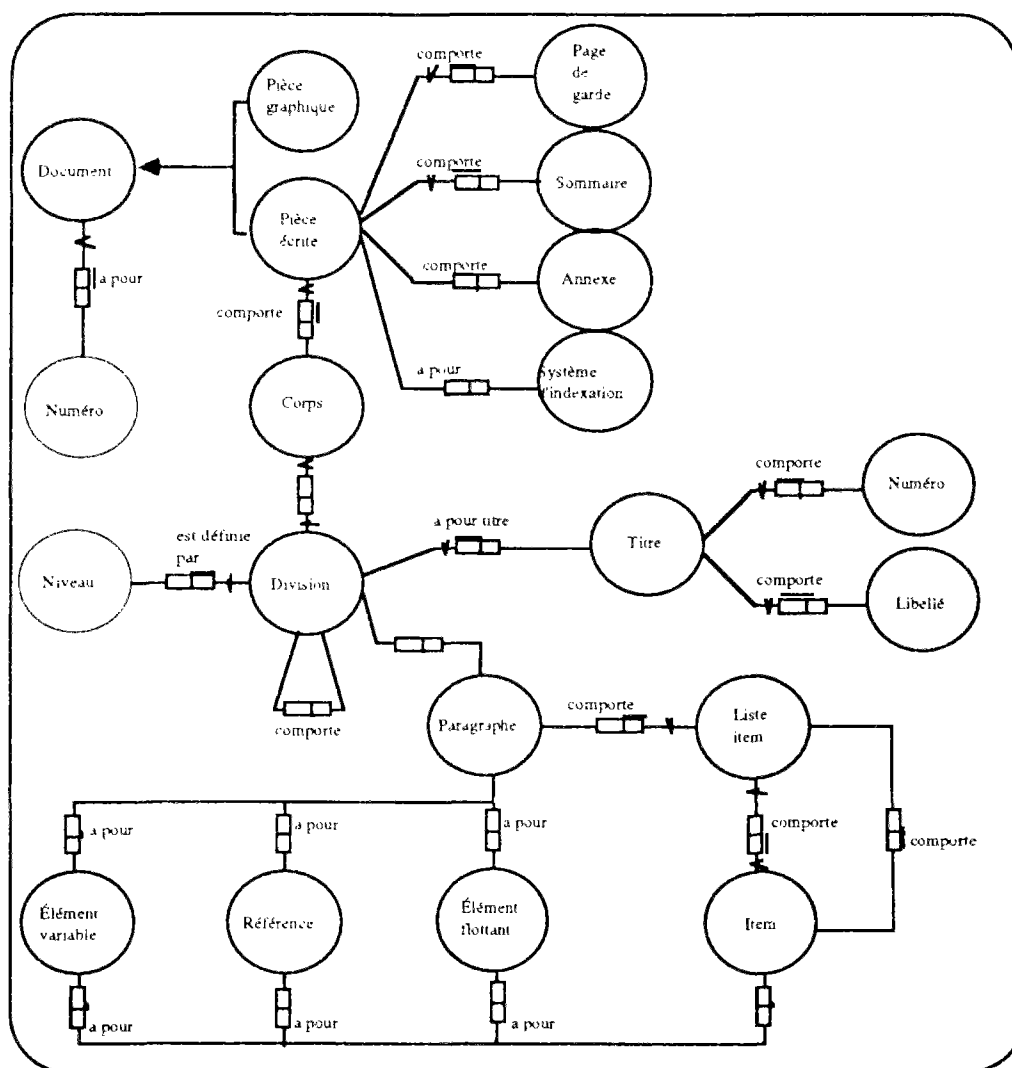 comporte
Page
de
garde
Pièce
graphique
Document
comporte
Sommaire
Pièce
écrite
comporte
Annexe
a pour
comporte
a pour
Système
d'indexation
Numéro
Corps
comporte
Numéro
est définie
par
a pour titre
Titre
Niveau
Division
comporte
Libellé
comporte
Paragraphe
comporte
Liste
item
a pour
a pour
a pour
comporte
comporte
Élément
variable
Référence
Élément
flottant
Item
a pour
a pour
a pour